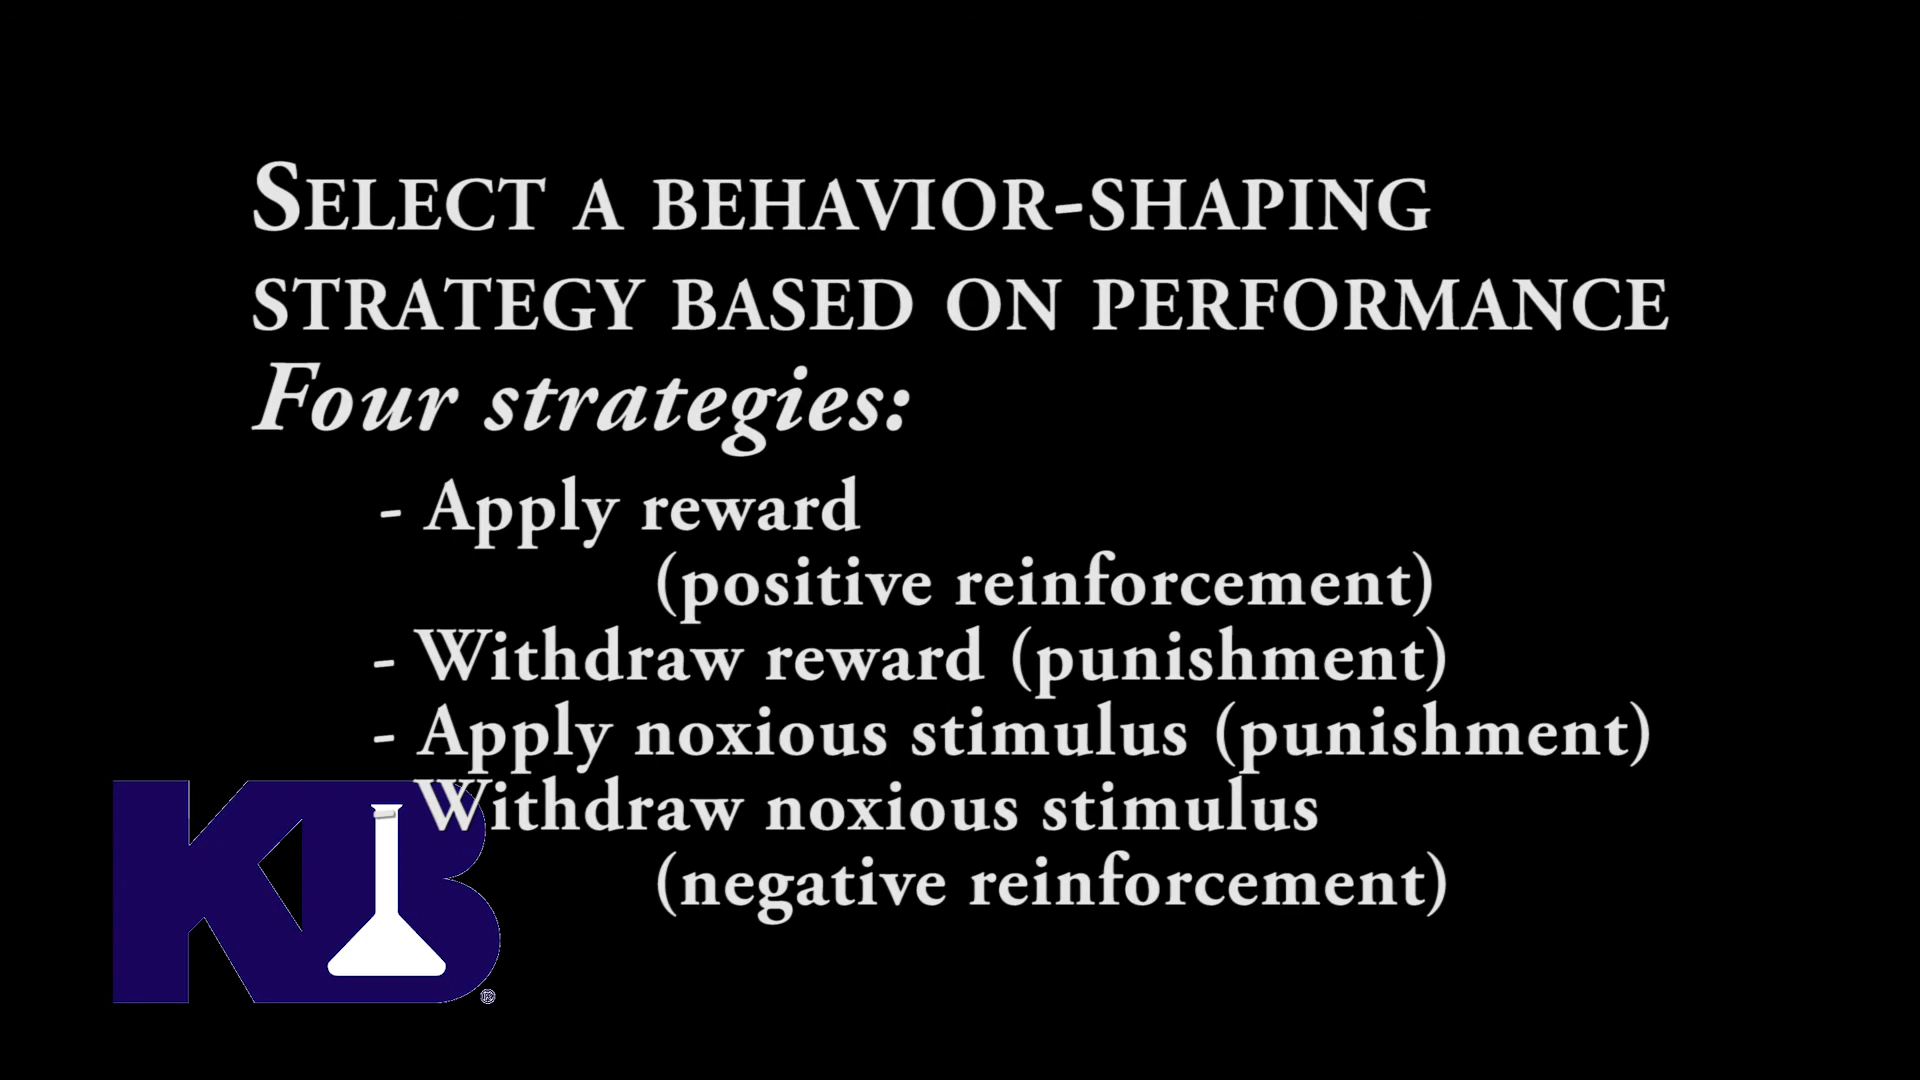 SELECT A BEHAVIOR-SHAPING
STRATEGY BASED ON PERFORMANCE
Four strategies:
- Apply reward
(positive reinforcement)
- Withdraw reward (punishment)
- Apply noxious stimulus (punishment)
Withdraw noxious stimulus
(negative reinforcement)
KB®